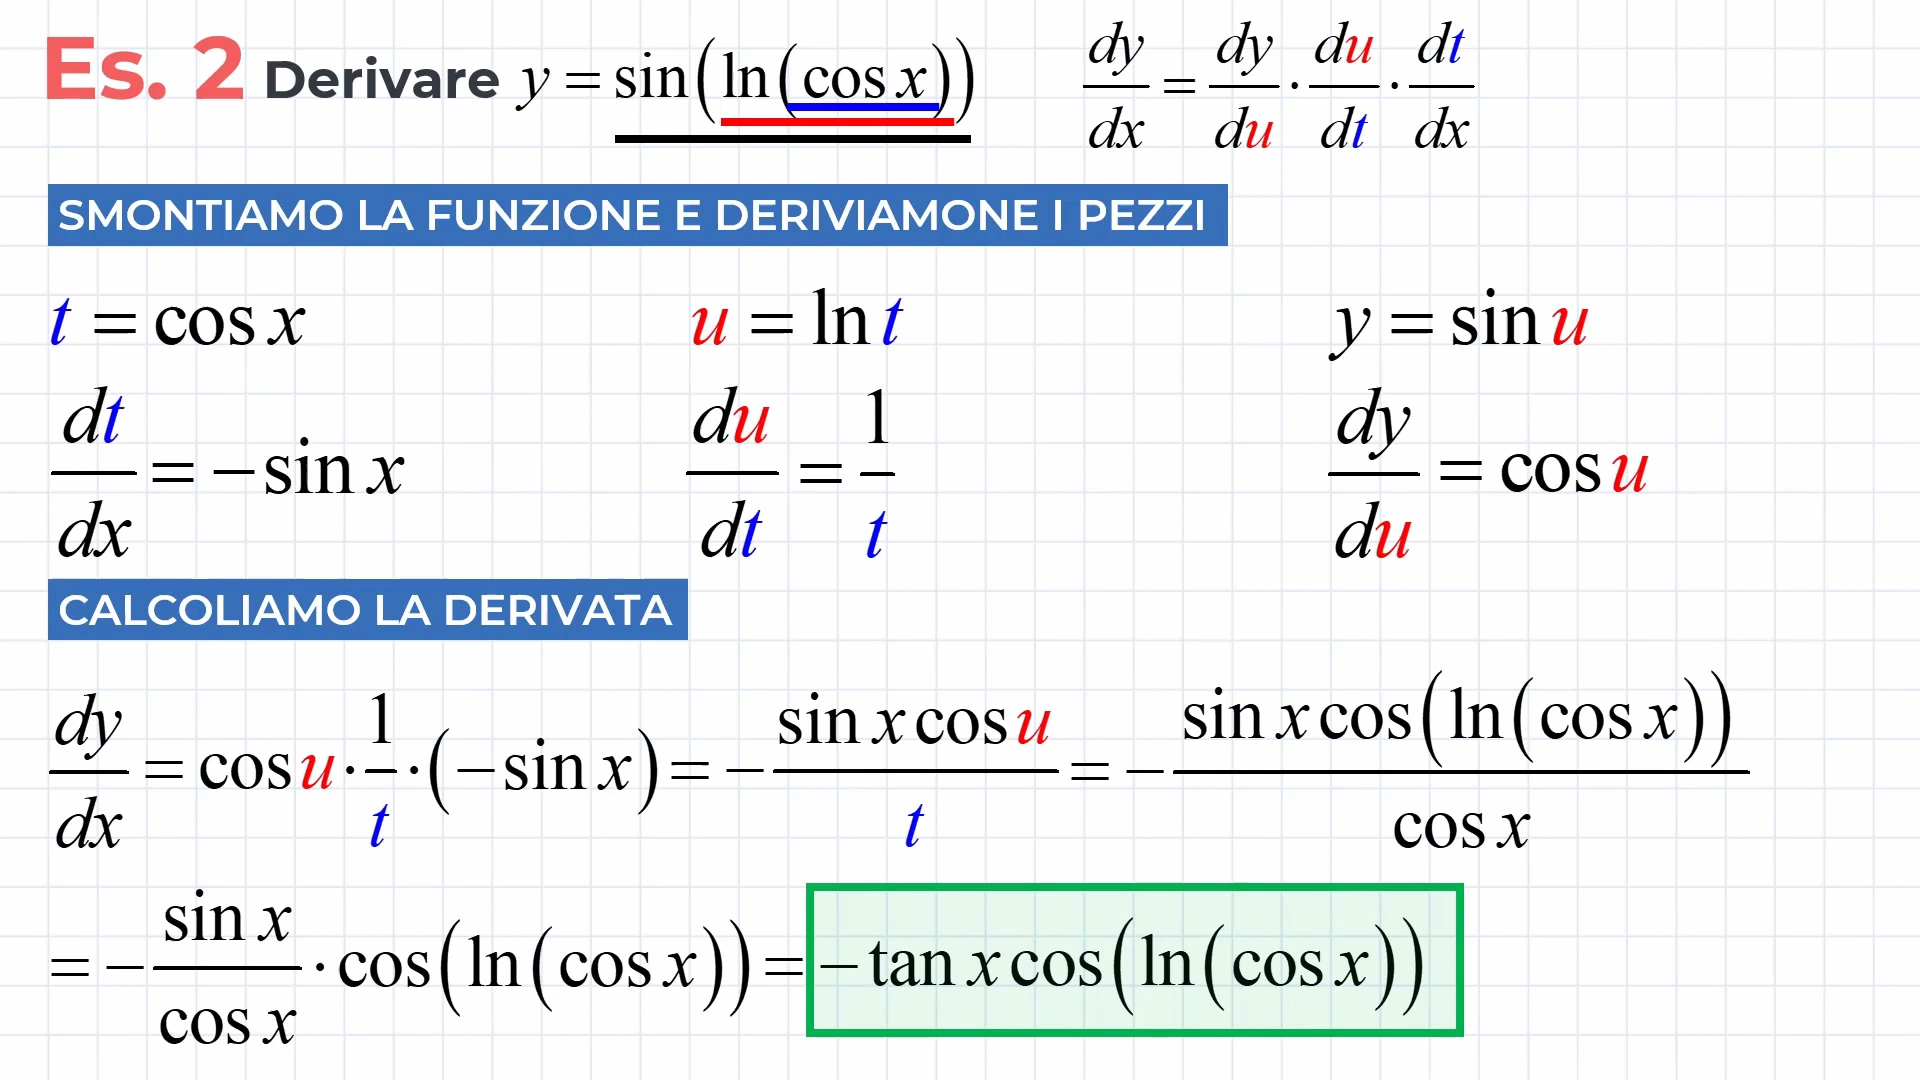 Es. 2 Derivare y = sin(ln(cos x)) dy/dx = dy/du · du/dt · dt/dx
SMONTIAMO LA FUNZIONE E DERIVIAMONE I PEZZI
t = cos x u = ln t y = sin u
dt/dx = −sin x du/dt = 1/t dy/du = cos u
CALCOLIAMO LA DERIVATA
dy/dx = cos u · 1/t · (−sin x) = − sin x cos u / t = − sin x cos(ln(cos x)) / cos x
= − sin x / cos x · cos(ln(cos x)) = − tan x cos(ln(cos x))